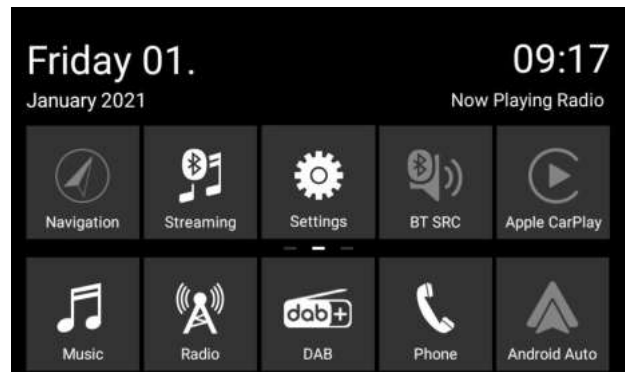 Friday 01.
09:17
January 2021
Now Playing Radio
Navigation
Streaming
Settings
BT SRC
Apple CarPlay
dab+
Music
Radio
DAB
Phone
Android Auto